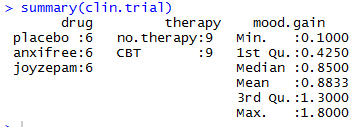 > summary(clin.trial)
drug therapy mood.gain
placebo :6 no.therapy:9 Min. :0.1000
anxifree:6 CBT :9 1st Qu.:0.4250
joyzepam:6 Median :0.8500
Mean :0.8833
3rd Qu.:1.3000
Max. :1.8000
>